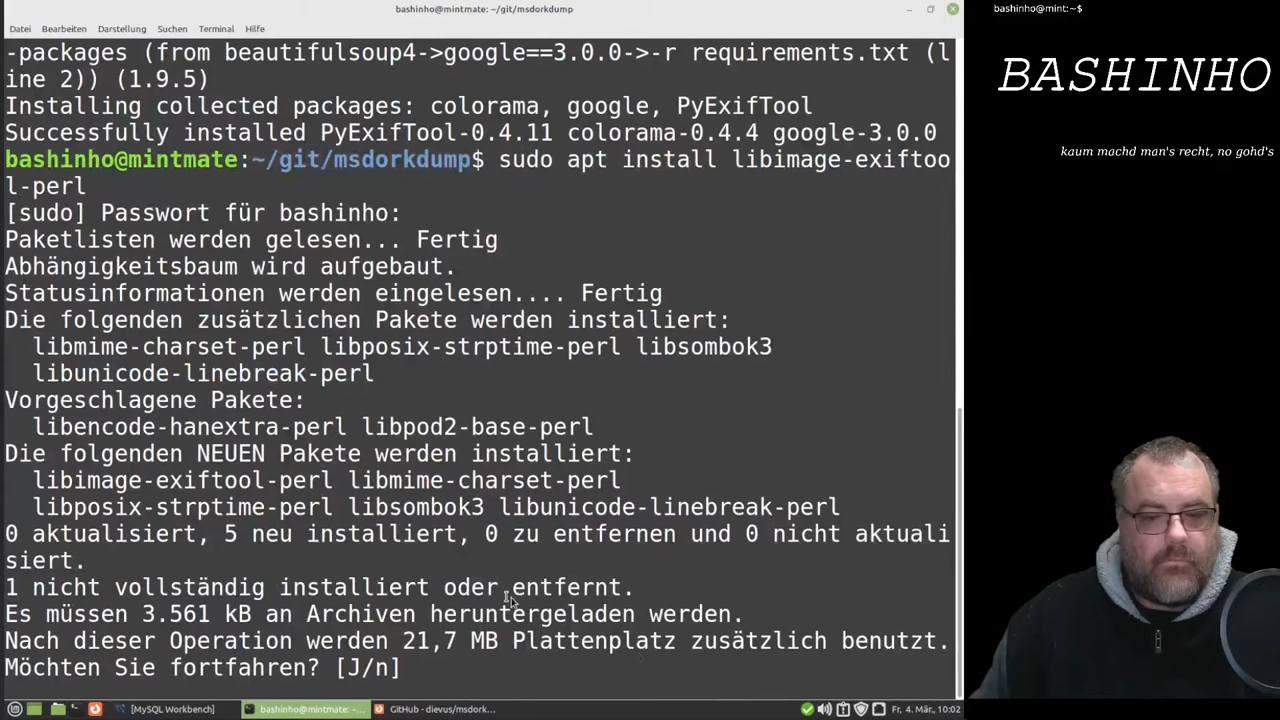 bashinho@mintmate: ~/git/msdorkdump
bashinho@mint:~$
Datei Bearbeiten Darstellung Suchen Terminal Hilfe
-packages (from beautifulsoup4->google==3.0.0->-r requirements.txt (l
ine 2)) (1.9.5)
Installing collected packages: colorama, google, PyExifTool
Successfully installed PyExifTool-0.4.11 colorama-0.4.4 google-3.0.0
bashinho@mintmate:~/git/msdorkdump$ sudo apt install libimage-exiftoo
l-perl
[sudo] Passwort für bashinho:
Paketlisten werden gelesen... Fertig
Abhängigkeitsbaum wird aufgebaut.
Statusinformationen werden eingelesen.... Fertig
Die folgenden zusätzlichen Pakete werden installiert:
libmime-charset-perl libposix-strptime-perl libsombok3
libunicode-linebreak-perl
Vorgeschlagene Pakete:
libencode-hanextra-perl libpod2-base-perl
Die folgenden NEUEN Pakete werden installiert:
libimage-exiftool-perl libmime-charset-perl
libposix-strptime-perl libsombok3 libunicode-linebreak-perl
0 aktualisiert, 5 neu installiert, 0 zu entfernen und 0 nicht aktuali
siert.
1 nicht vollständig installiert oder entfernt.
Es müssen 3.561 kB an Archiven heruntergeladen werden.
Nach dieser Operation werden 21,7 MB Plattenplatz zusätzlich benutzt.
Möchten Sie fortfahren? [J/n]
BASHINHO
kaum machd man's recht, no gohd's
[MySQL Workbench]
bashinho@mintmate: ~...
GitHub - dievus/msdork...
Fr, 4. Mär., 10:02